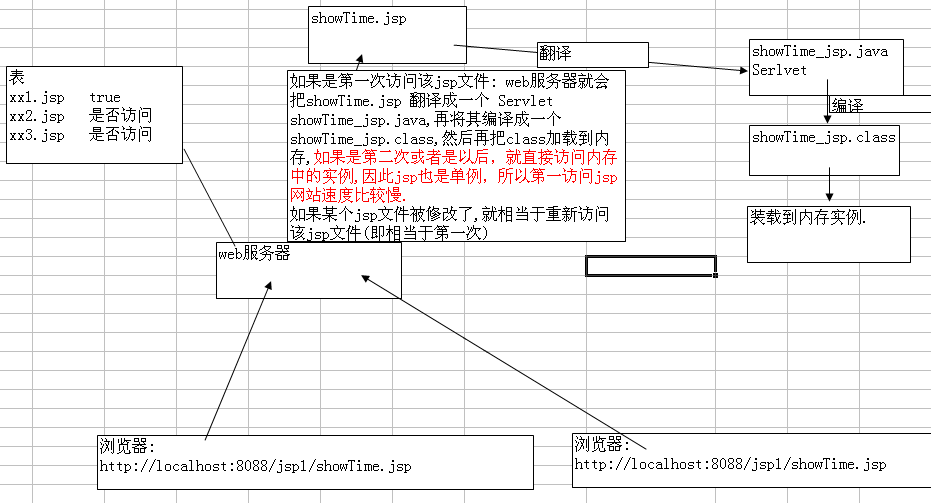 showTime.jsp
翻译
showTime_jsp.java
Serlvet
编译
showTime_jsp.class
装载到内存实例.
表
xx1.jsp true
xx2.jsp 是否访问
xx3.jsp 是否访问
如果是第一次访问该jsp文件: web服务器就会
把showTime.jsp 翻译成一个 Servlet
showTime_jsp.java,再将其编译成一个
showTime_jsp.class,然后再把class加载到内
存,如果是第二次或者是以后，就直接访问内存
中的实例,因此jsp也是单例，所以第一访问jsp
网站速度比较慢.
如果某个jsp文件被修改了,就相当于重新访问
该jsp文件(即相当于第一次)
web服务器
浏览器:
http://localhost:8088/jsp1/showTime.jsp
浏览器:
http://localhost:8088/jsp1/showTime.jsp